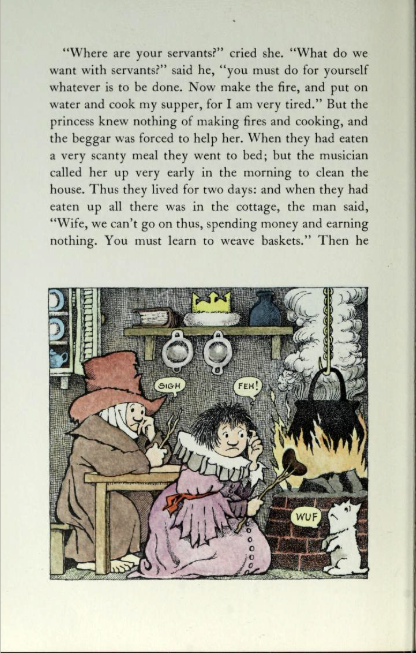 “Where are your servants?” cried she. “What do we
want with servants?” said he, “you must do for yourself
whatever is to be done. Now make the fire, and put on
water and cook my supper, for I am very tired.” But the
princess knew nothing of making fires and cooking, and
the beggar was forced to help her. When they had eaten
a very scanty meal they went to bed; but the musician
called her up very early in the morning to clean the
house. Thus they lived for two days: and when they had
eaten up all there was in the cottage, the man said,
“Wife, we can’t go on thus, spending money and earning
nothing. You must learn to weave baskets.” Then he
SIGH
FEH!
WUF